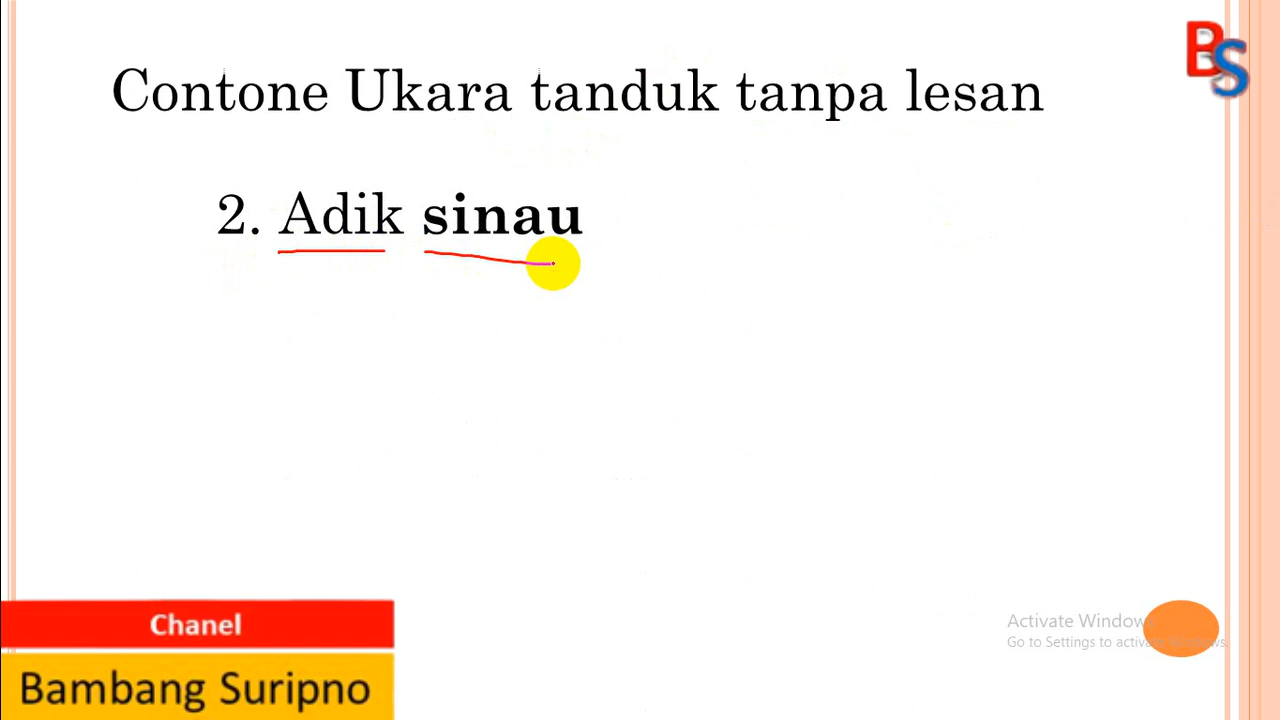 Contone Ukara tanduk tanpa lesan
BS
2. Adik sinau
Activate Windows
Go to Settings to activate Windows.
Chanel
Bambang Suripno